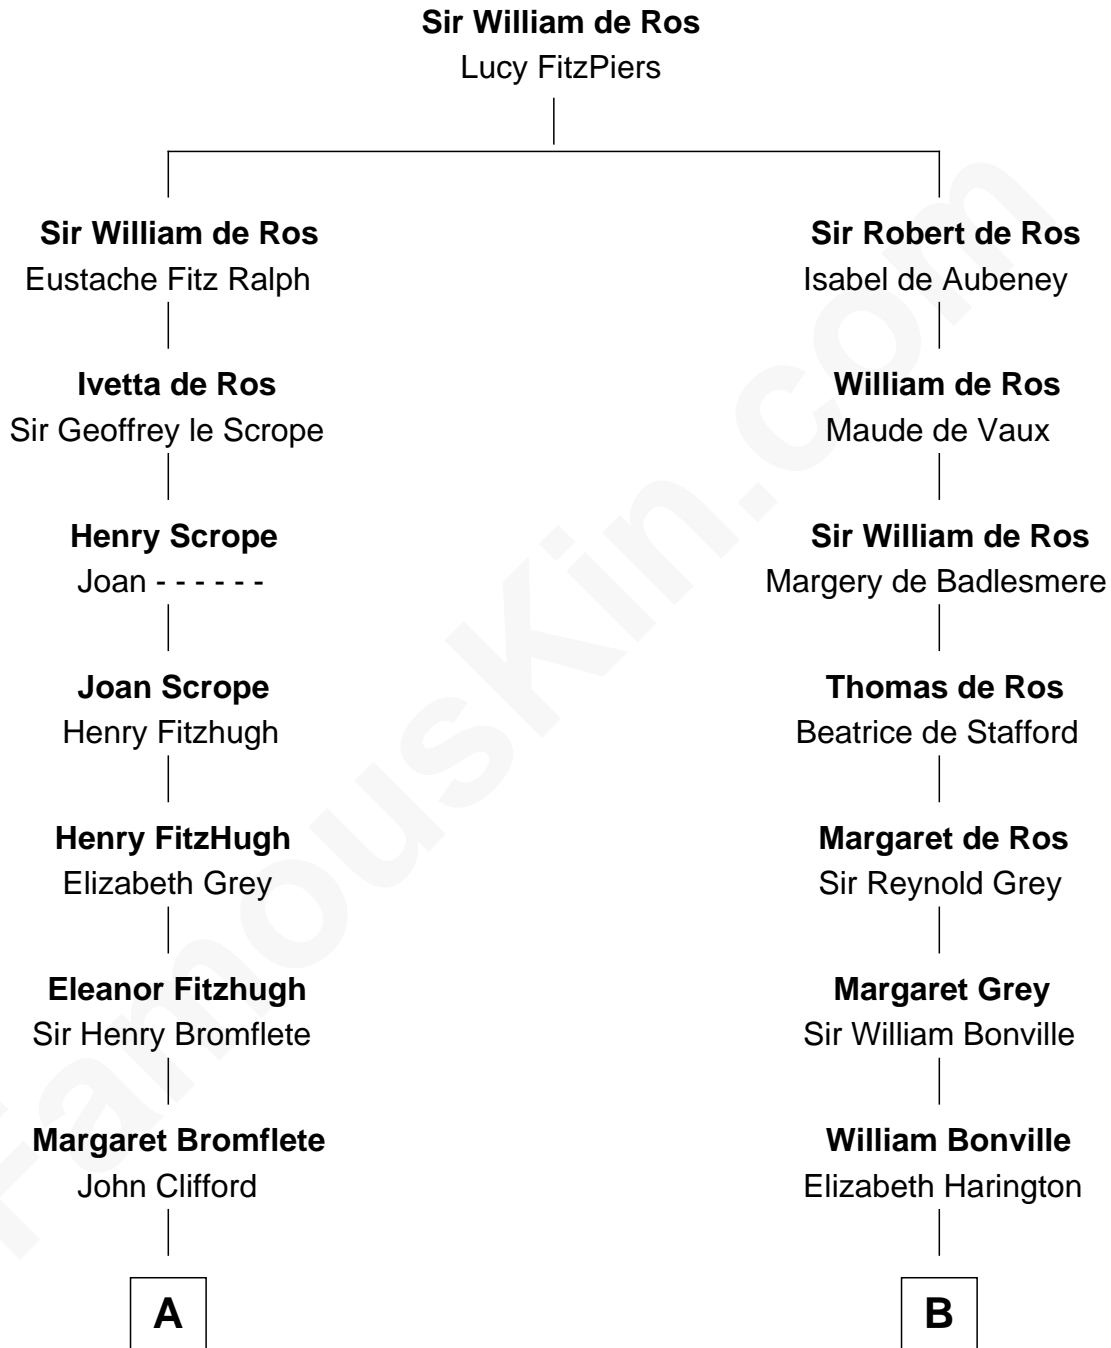 Sir William de Ros
Lucy FitzPiers
Sir William de Ros
Eustache Fitz Ralph
Sir Robert de Ros
Isabel de Aubeney
Ivetta de Ros
Sir Geoffrey le Scrope
William de Ros
Maude de Vaux
Henry Scrope
Joan - - - - - -
Sir William de Ros
Margery de Badlesmere
Joan Scrope
Henry Fitzhugh
Thomas de Ros
Beatrice de Stafford
Henry FitzHugh
Elizabeth Grey
Margaret de Ros
Sir Reynold Grey
Eleanor Fitzhugh
Sir Henry Bromflete
Margaret Grey
Sir William Bonville
Margaret Bromflete
John Clifford
William Bonville
Elizabeth Harington
A
B
FamousKin.com